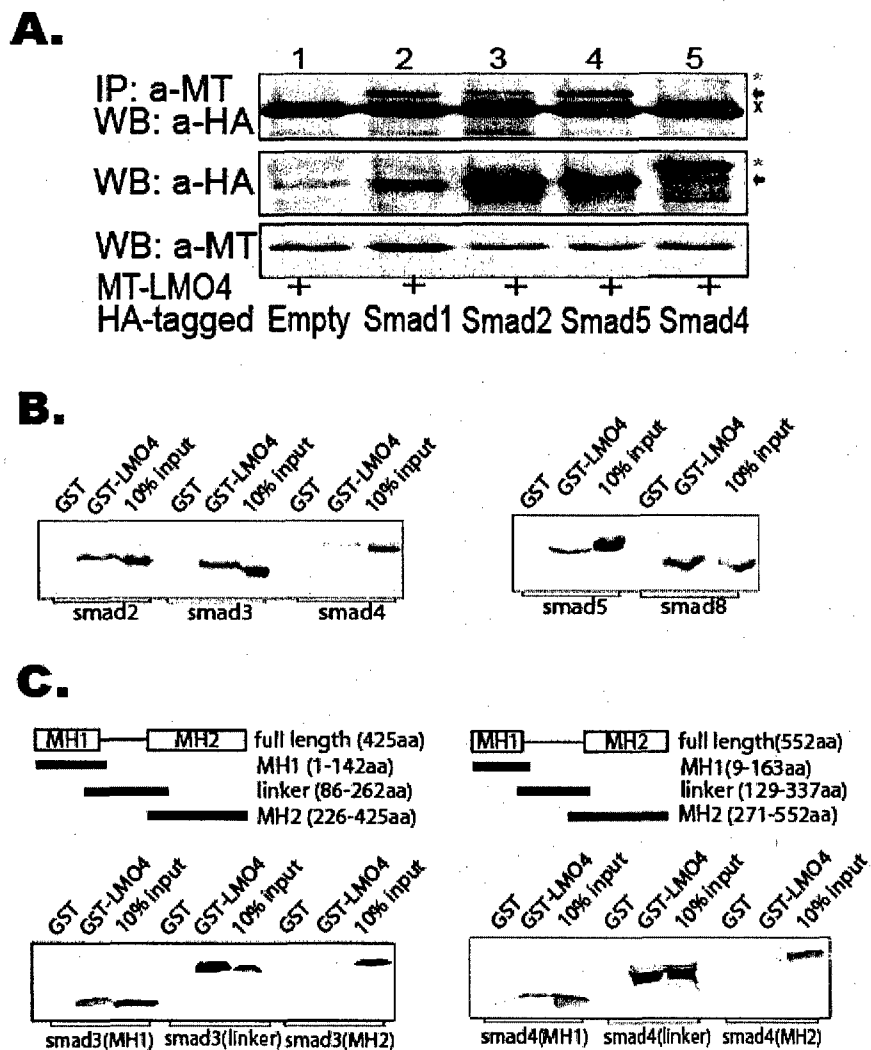 A.
1 2 3 4 5
IP: a-MT
WB: a-HA
*
x
WB: a-HA
*
WB: a-MT
MT-LMO4 + + + + +
HA-tagged Empty Smad1 Smad2 Smad5 Smad4
B.
GST GST-LMO4 10% input GST GST-LMO4 10% input GST GST-LMO4 10% input
smad2 smad3 smad4
GST GST-LMO4 10% input GST GST-LMO4 10% input
smad5 smad8
C.
MH1 MH2 full length (425aa)
MH1 (1-142aa)
linker (86-262aa)
MH2 (226-425aa)
MH1 MH2 full length(552aa)
MH1(9-163aa)
linker (129-337aa)
MH2 (271-552aa)
GST GST-LMO4 10% input GST GST-LMO4 10% input GST GST-LMO4 10% input
smad3(MH1) smad3(linker) smad3(MH2)
GST GST-LMO4 10% input GST GST-LMO4 10% input GST GST-LMO4 10% input
smad4(MH1) smad4(linker) smad4(MH2)